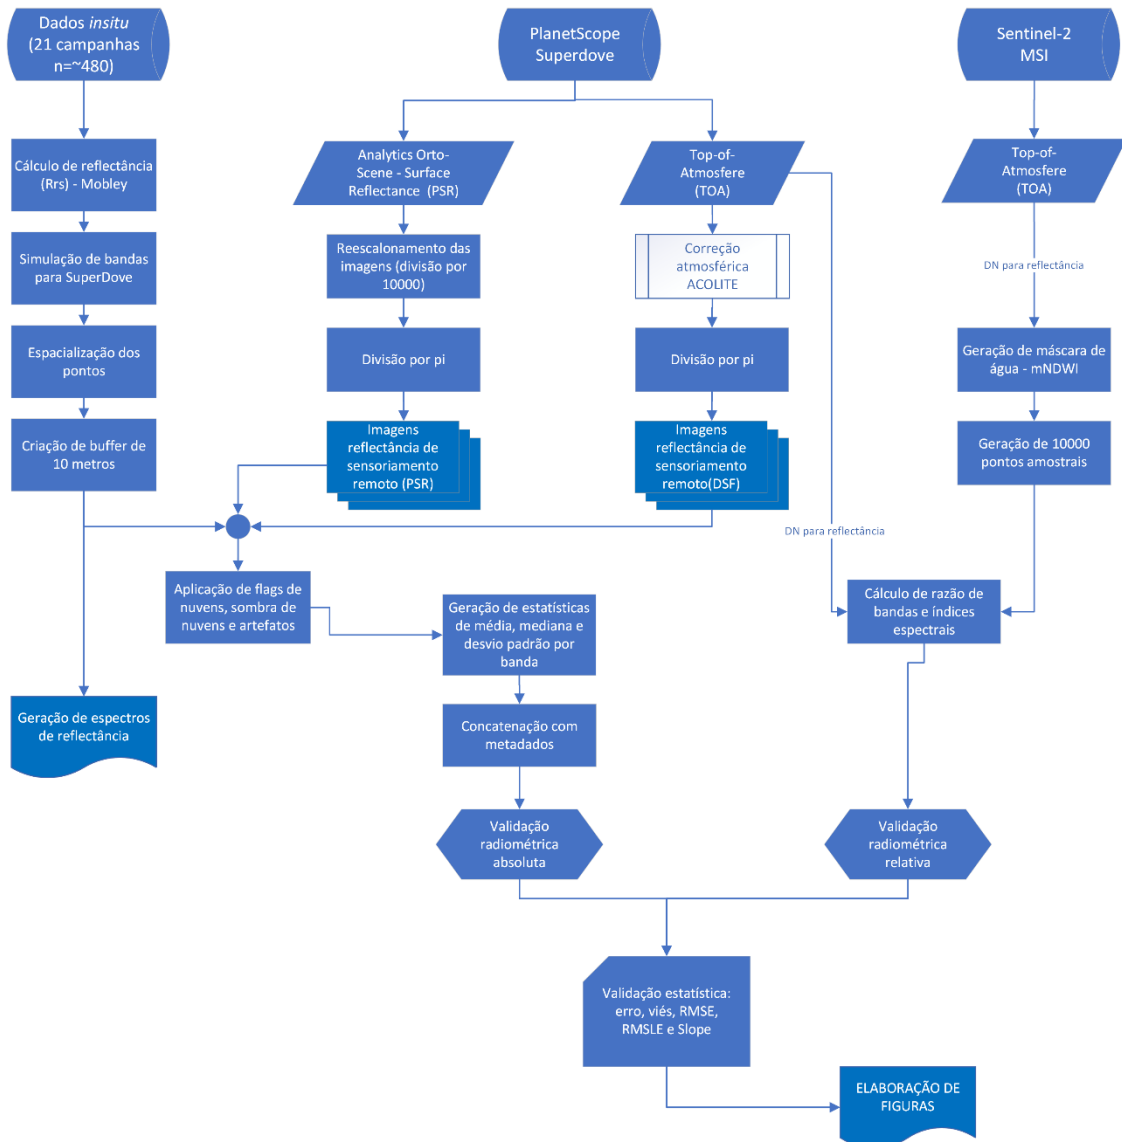 Dados insitu
(21 campanhas
n=~480)
PlanetScope
Superdove
Sentinel-2
MSI
Cálculo de reflectância
(Rrs) - Mobley
Analytics Orto-
Scene - Surface
Reflectance (PSR)
Top-of-
Atmosfere
(TOA)
Top-of-
Atmosfere
(TOA)
Simulação de bandas
para SuperDove
Reescalonamento das
imagens (divisão por
10000)
Correção
atmosférica
ACOLITE
DN para reflectância
Espacialização dos
pontos
Divisão por pi
Divisão por pi
Geração de máscara de
água - mNDWI
Criação de buffer de
10 metros
Imagens
reflectância de
sensoriamento
remoto (PSR)
Imagens
reflectância de
sensoriamento
remoto(DSF)
Geração de 10000
pontos amostrais
DN para reflectância
Aplicação de flags de
nuvens, sombra de
nuvens e artefatos
Geração de estatísticas
de média, mediana e
desvio padrão por
banda
Cálculo de razão de
bandas e índices
espectrais
Geração de espectros
de reflectância
Concatenação com
metadados
Validação
radiométrica
absoluta
Validação
radiométrica
relativa
Validação estatística:
erro, viés, RMSE,
RMSLE e Slope
ELABORAÇÃO DE
FIGURAS